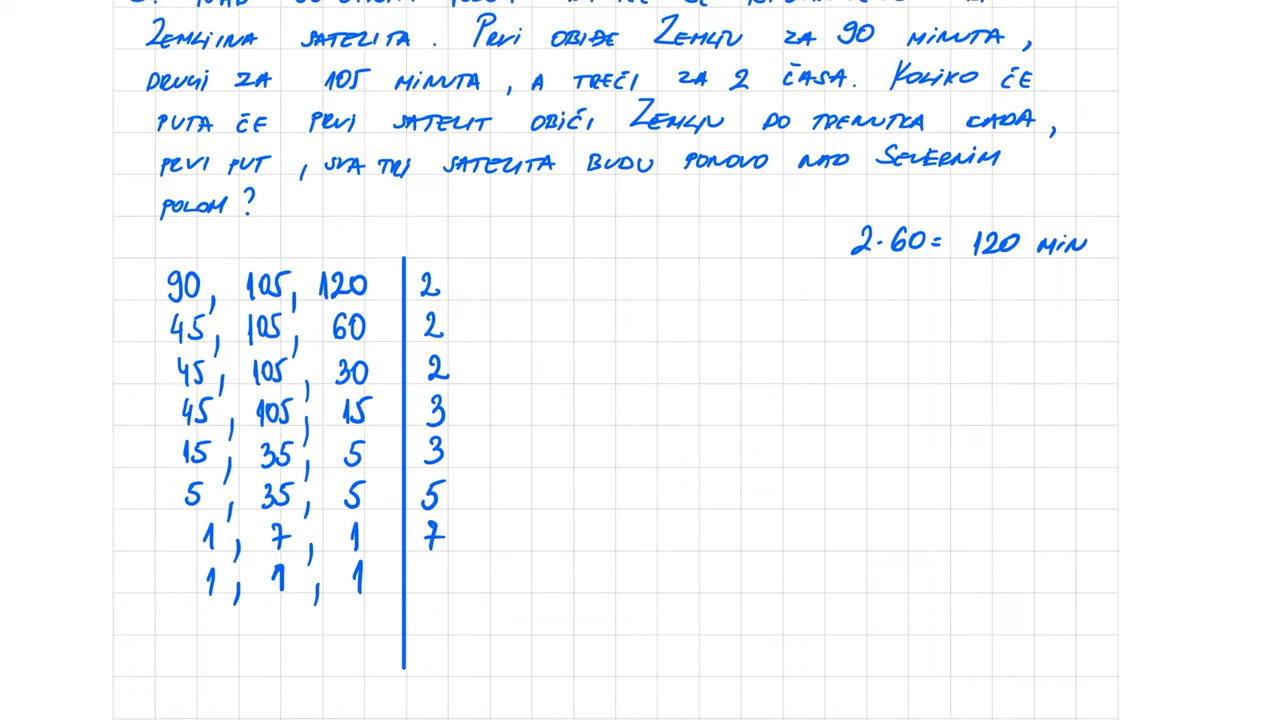 ZEMLJINA SATELITA. PRVI OBIĐE ZEMLJU ZA 90 MINUTA,
DRUGI ZA 105 MINUTA, A TREĆI ZA 2 ČASA. KOLIKO ĆE
PUTA ĆE PRVI SATELIT OBIĆI ZEMLJU DO TRENUTKA KADA,
PRVI PUT, SVA TRI SATELITA BUDU PONOVO NAD SEVERNIM
POLOM?
2·60= 120 MIN
90, 105, 120 | 2
45, 105, 60 | 2
45, 105, 30 | 2
45, 105, 15 | 3
15, 35, 5 | 3
5, 35, 5 | 5
1, 7, 1 | 7
1, 1, 1 |